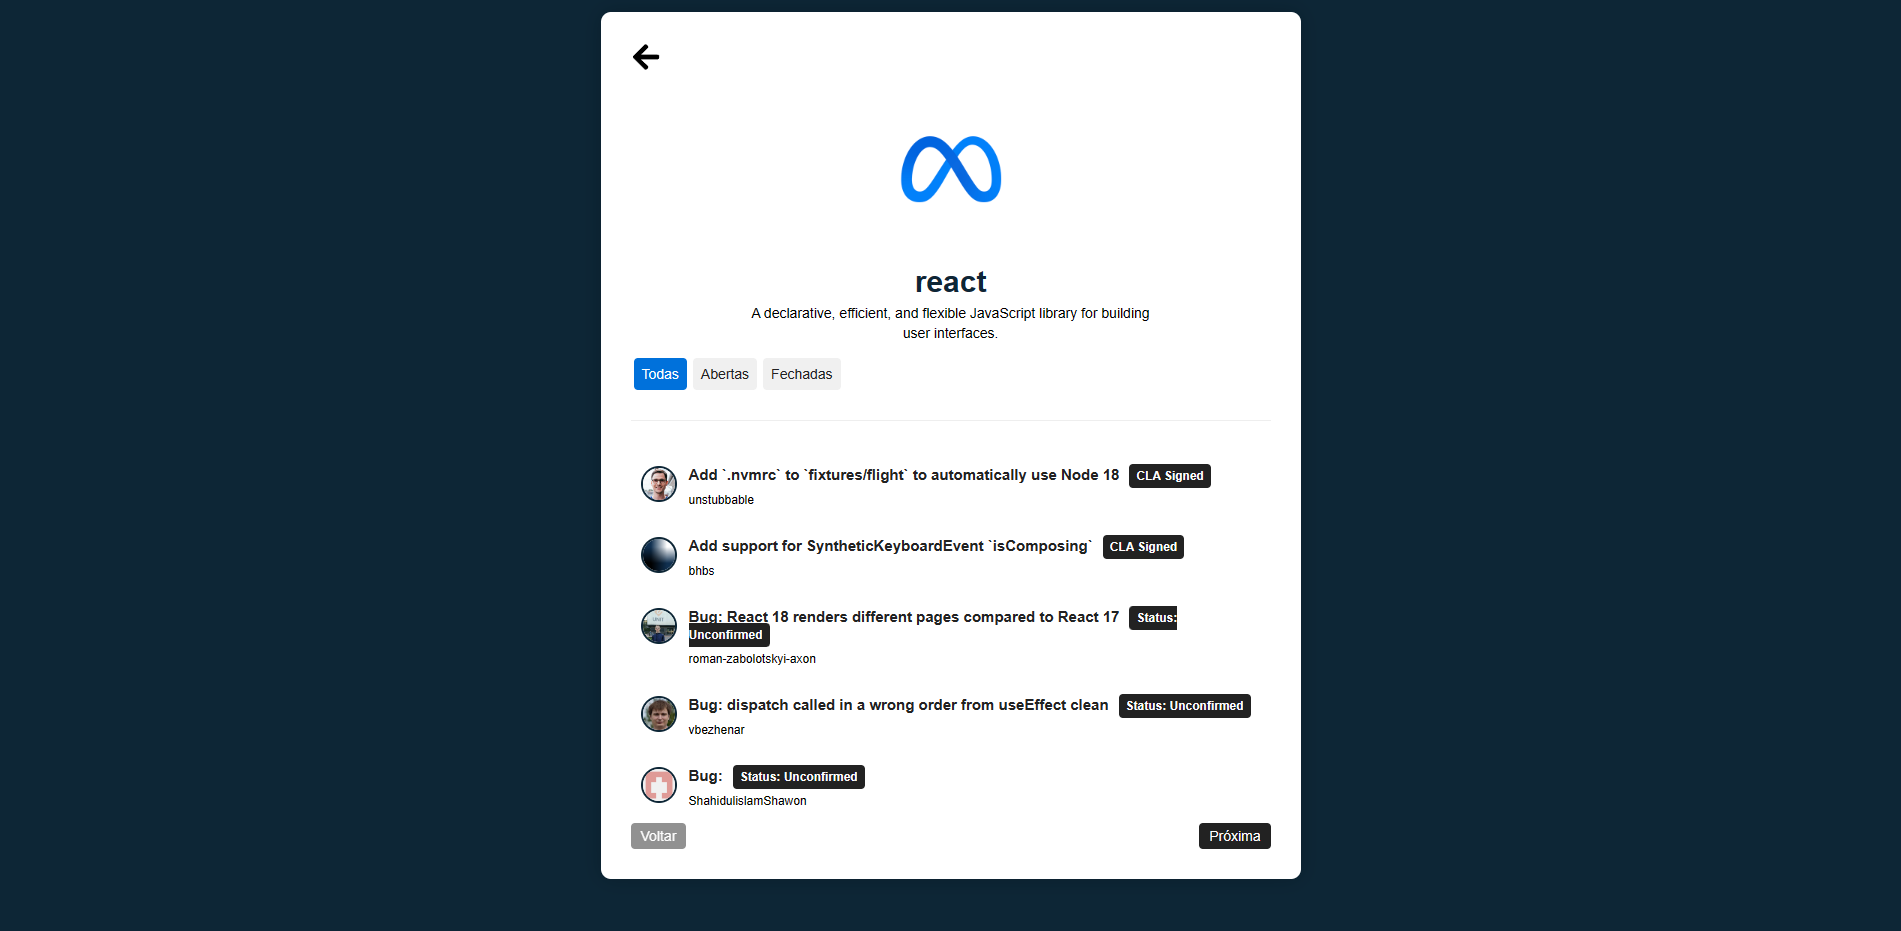 react
A declarative, efficient, and flexible JavaScript library for building
user interfaces.
Todas Abertas Fechadas
Add `.nvmrc` to `fixtures/flight` to automatically use Node 18 CLA Signed
unstubbable
Add support for SyntheticKeyboardEvent `isComposing` CLA Signed
bhbs
Bug: React 18 renders different pages compared to React 17 Status:
Unconfirmed
roman-zabolotskyi-axon
Bug: dispatch called in a wrong order from useEffect clean Status: Unconfirmed
vbezhenar
Bug: Status: Unconfirmed
ShahidulislamShawon
Voltar Próxima